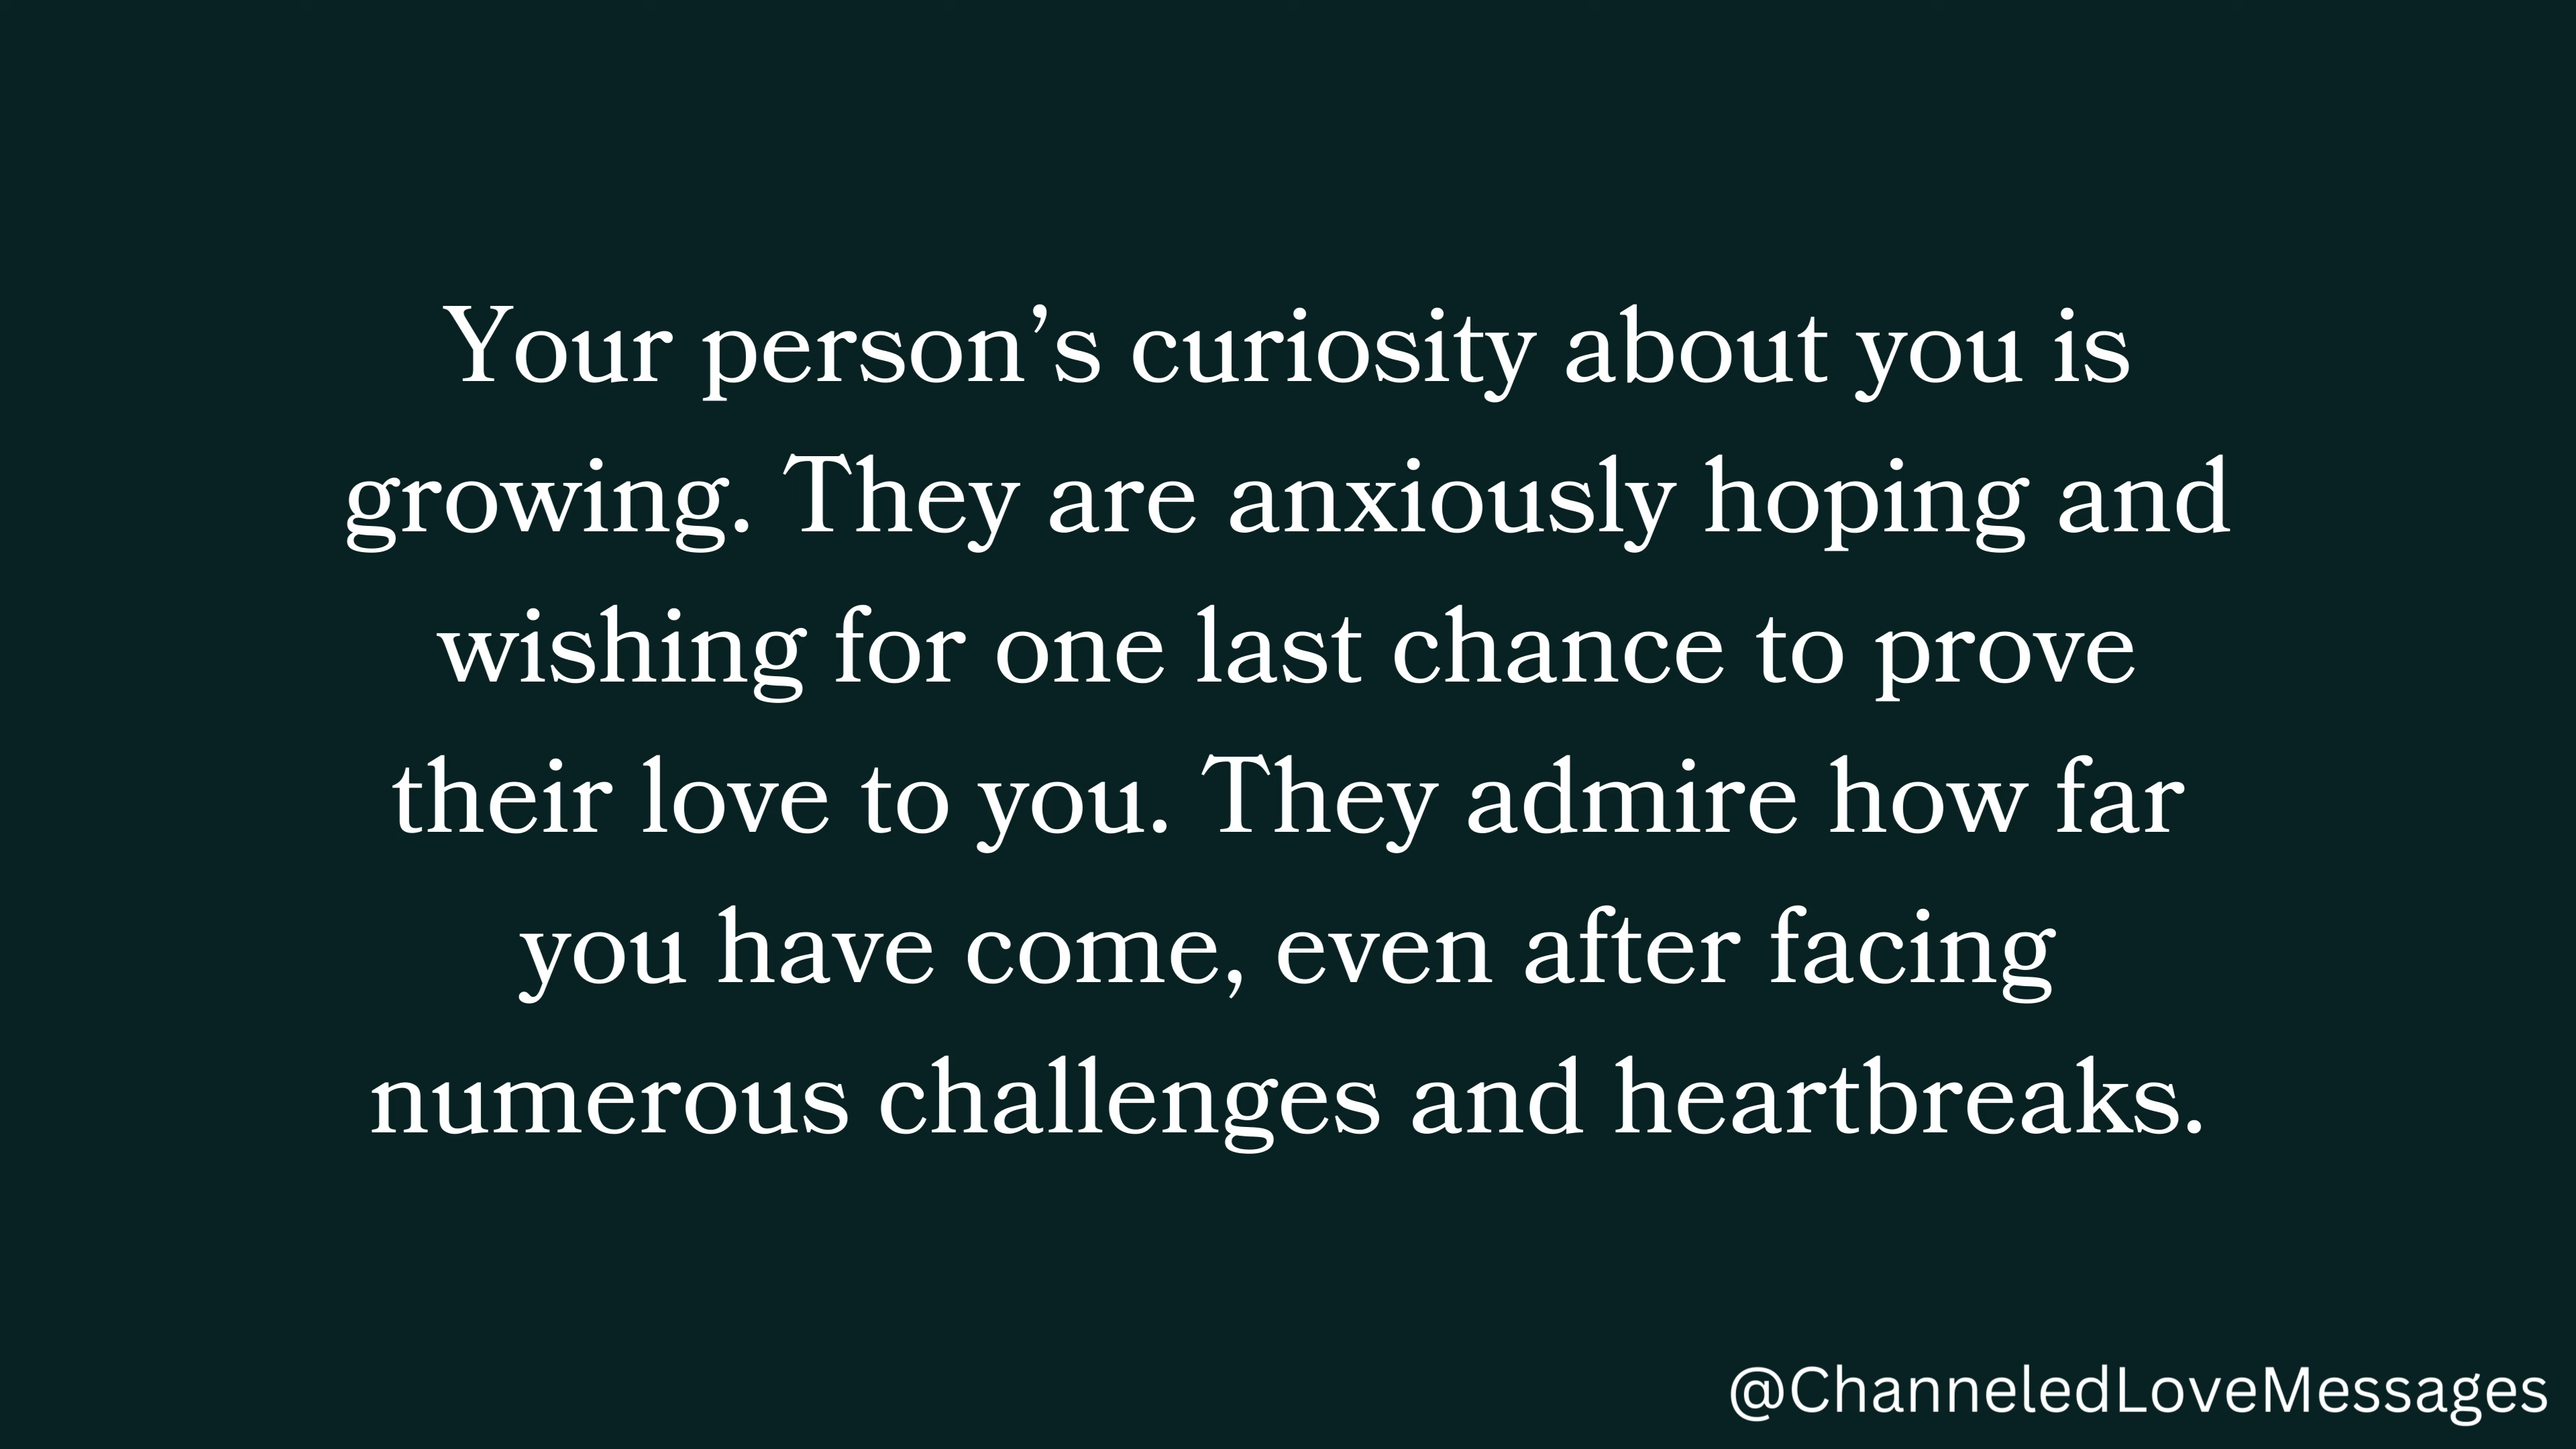 Your person’s curiosity about you is
growing. They are anxiously hoping and
wishing for one last chance to prove
their love to you. They admire how far
you have come, even after facing
numerous challenges and heartbreaks.
@ChanneledLoveMessages